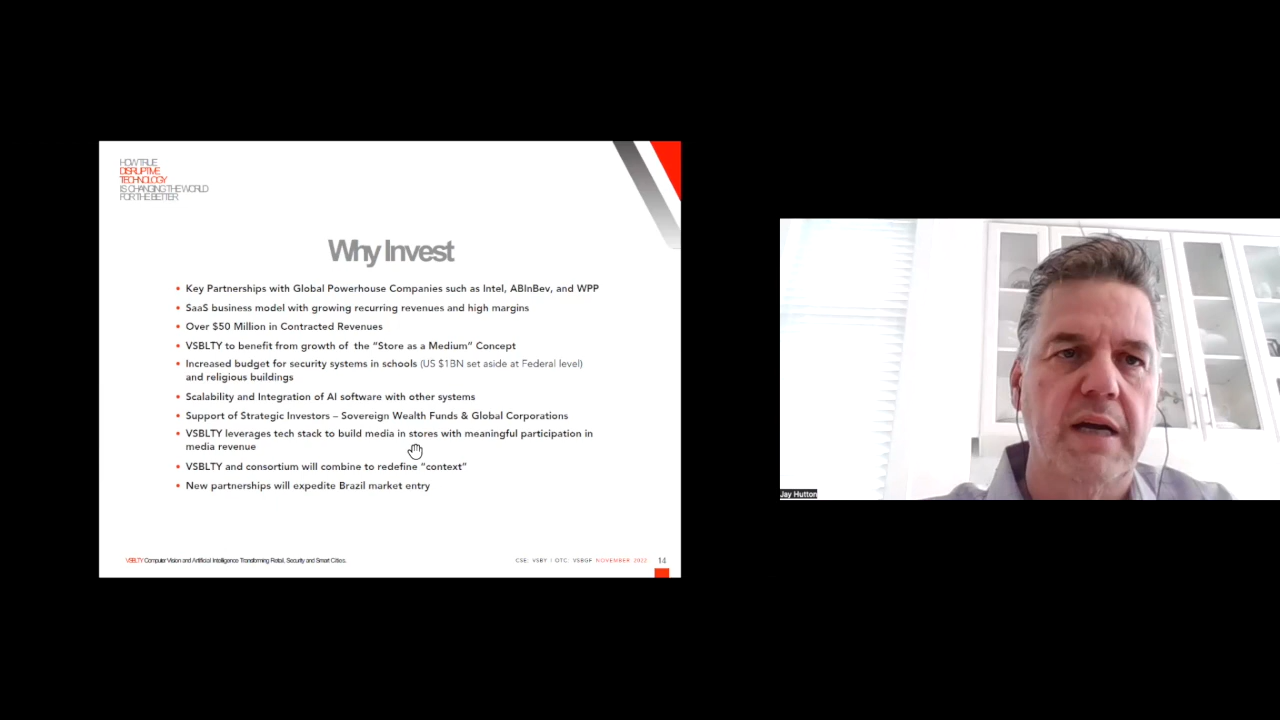 HOW TRUE
DISRUPTIVE
TECHNOLOGY
IS CHANGING THE WORLD
FOR THE BETTER
Why Invest
• Key Partnerships with Global Powerhouse Companies such as Intel, ABInBev, and WPP
• SaaS business model with growing recurring revenues and high margins
• Over $50 Million in Contracted Revenues
• VSBLTY to benefit from growth of the “Store as a Medium” Concept
• Increased budget for security systems in schools (US $1BN set aside at Federal level)
and religious buildings
• Scalability and Integration of AI software with other systems
• Support of Strategic Investors – Sovereign Wealth Funds & Global Corporations
• VSBLTY leverages tech stack to build media in stores with meaningful participation in
media revenue
• VSBLTY and consortium will combine to redefine “context”
• New partnerships will expedite Brazil market entry
VSBLTY Computer Vision and Artificial Intelligence Transforming Retail, Security and Smart Cities.
CSE: VSBY / OTC: VSBGF NOVEMBER 2022 14
Jay Hutton